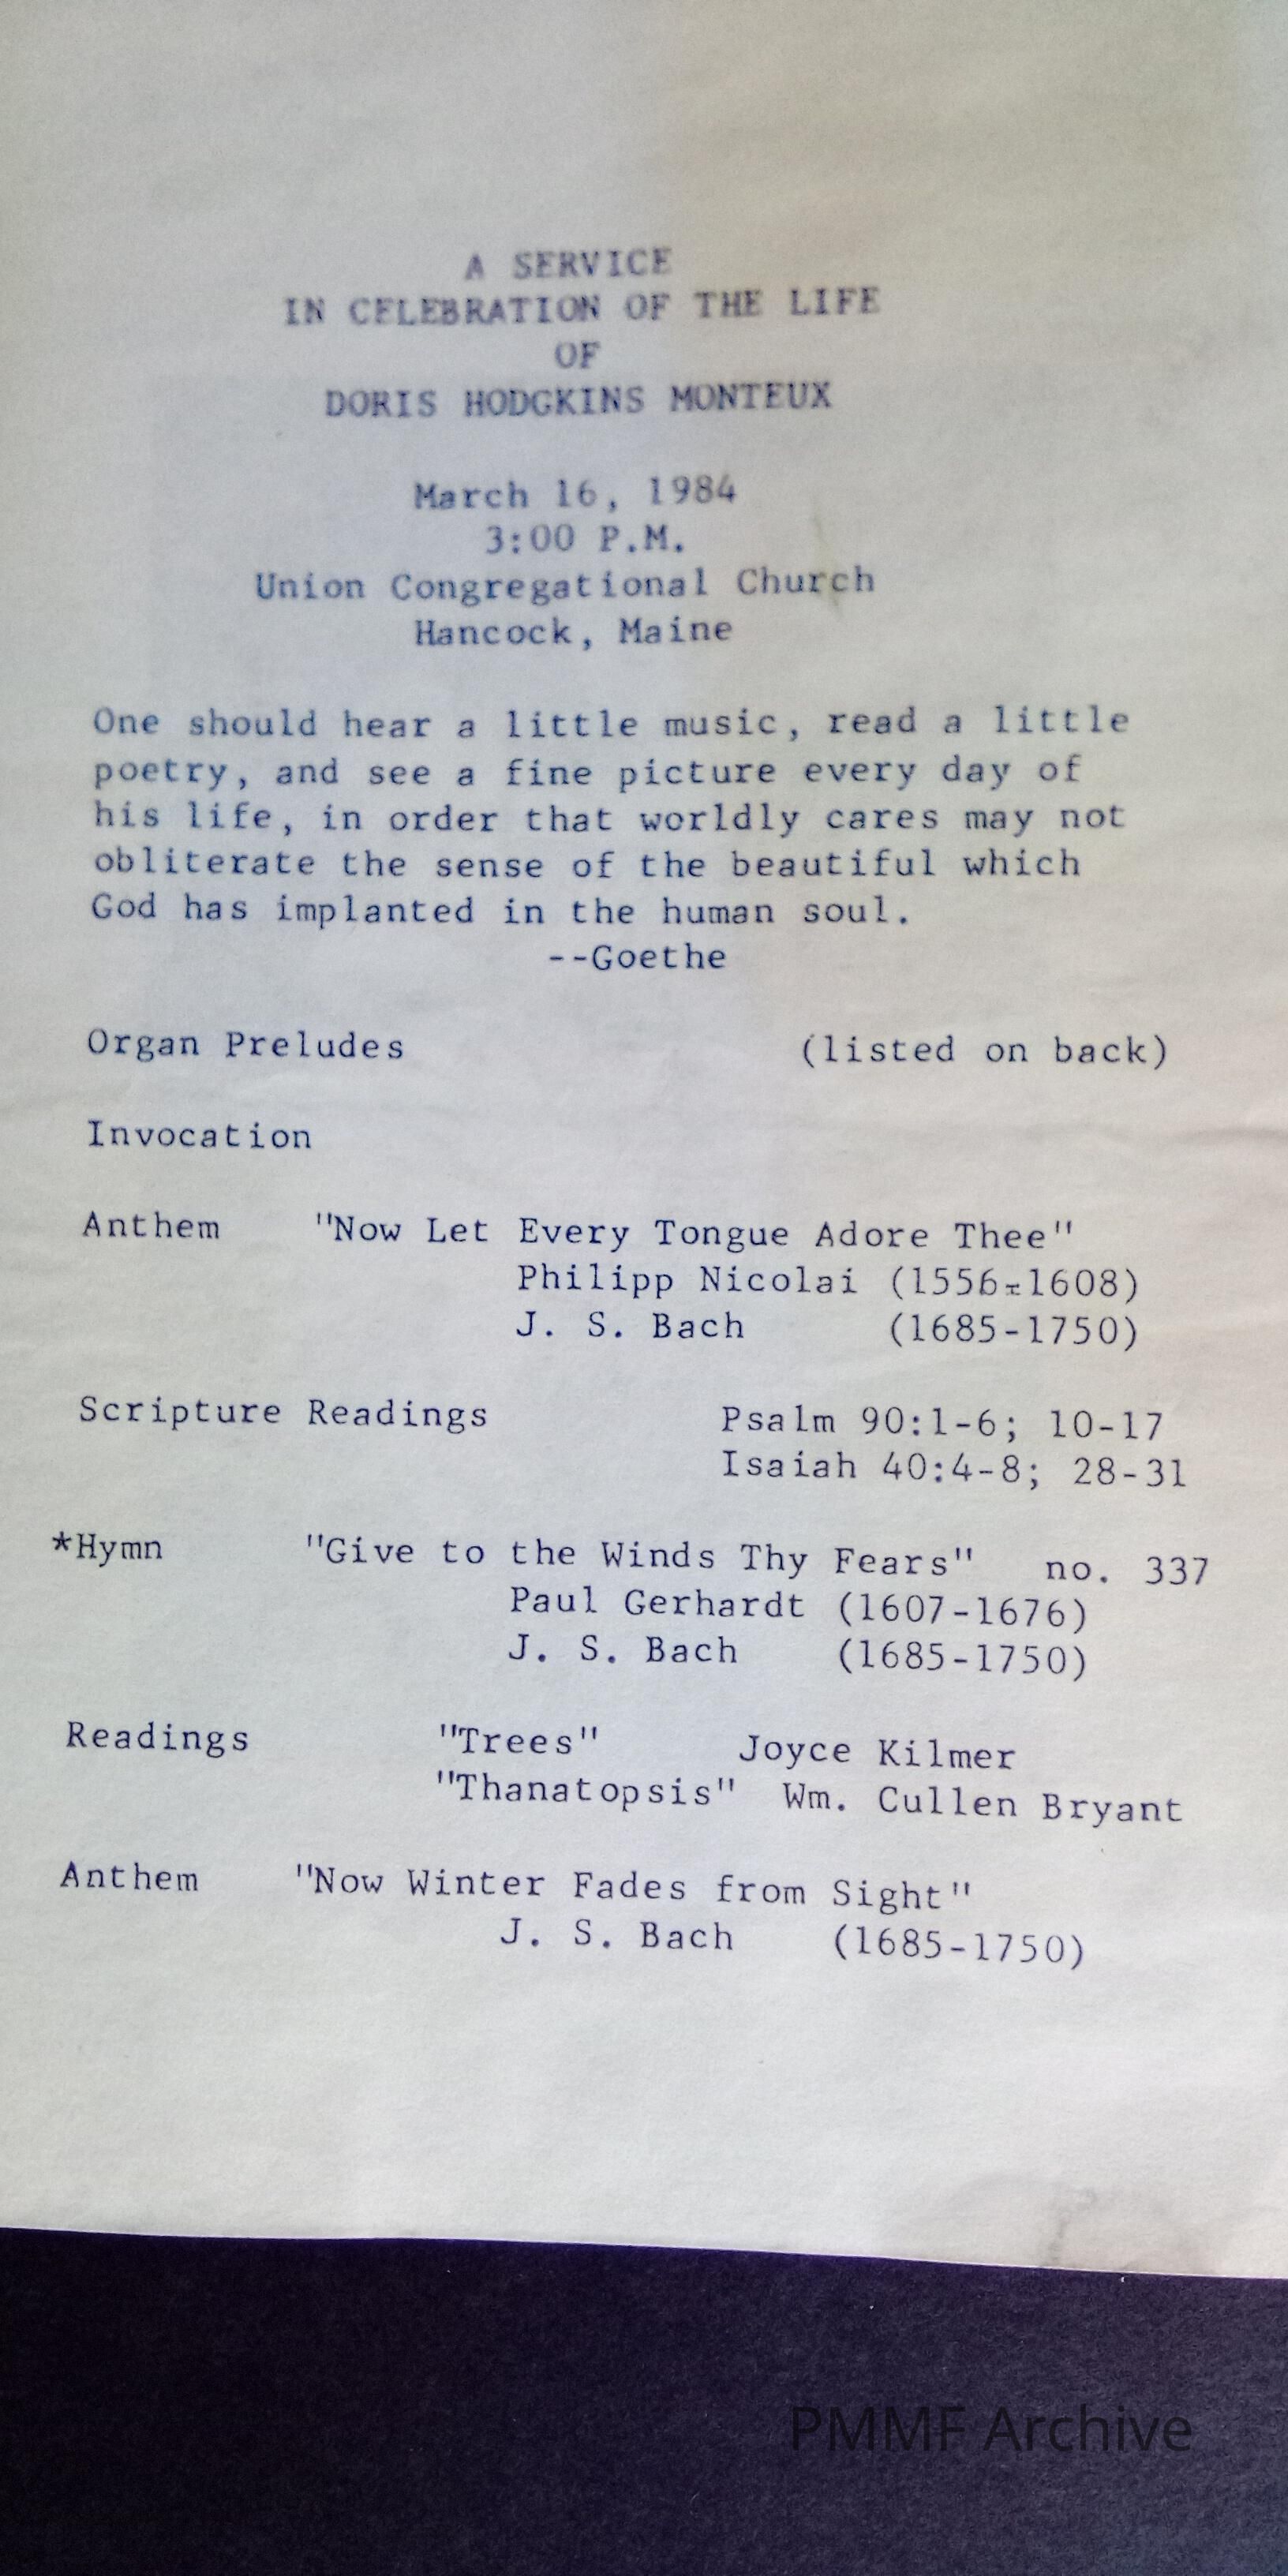 A SERVICE
IN CELEBRATION OF THE LIFE
OF
DORIS HODGKINS MONTEUX
March 16, 1984
3:00 P.M.
Union Congregational Church
Hancock, Maine
One should hear a little music, read a little
poetry, and see a fine picture every day of
his life, in order that worldly cares may not
obliterate the sense of the beautiful which
God has implanted in the human soul.
--Goethe
Organ Preludes (listed on back)
Invocation
Anthem "Now Let Every Tongue Adore Thee"
Philipp Nicolai (1556-1608)
J. S. Bach (1685-1750)
Scripture Readings Psalm 90:1-6; 10-17
Isaiah 40:4-8; 28-31
*Hymn "Give to the Winds Thy Fears" no. 337
Paul Gerhardt (1607-1676)
J. S. Bach (1685-1750)
Readings "Trees" Joyce Kilmer
"Thanatopsis" Wm. Cullen Bryant
Anthem "Now Winter Fades from Sight"
J. S. Bach (1685-1750)
PMMF Archive